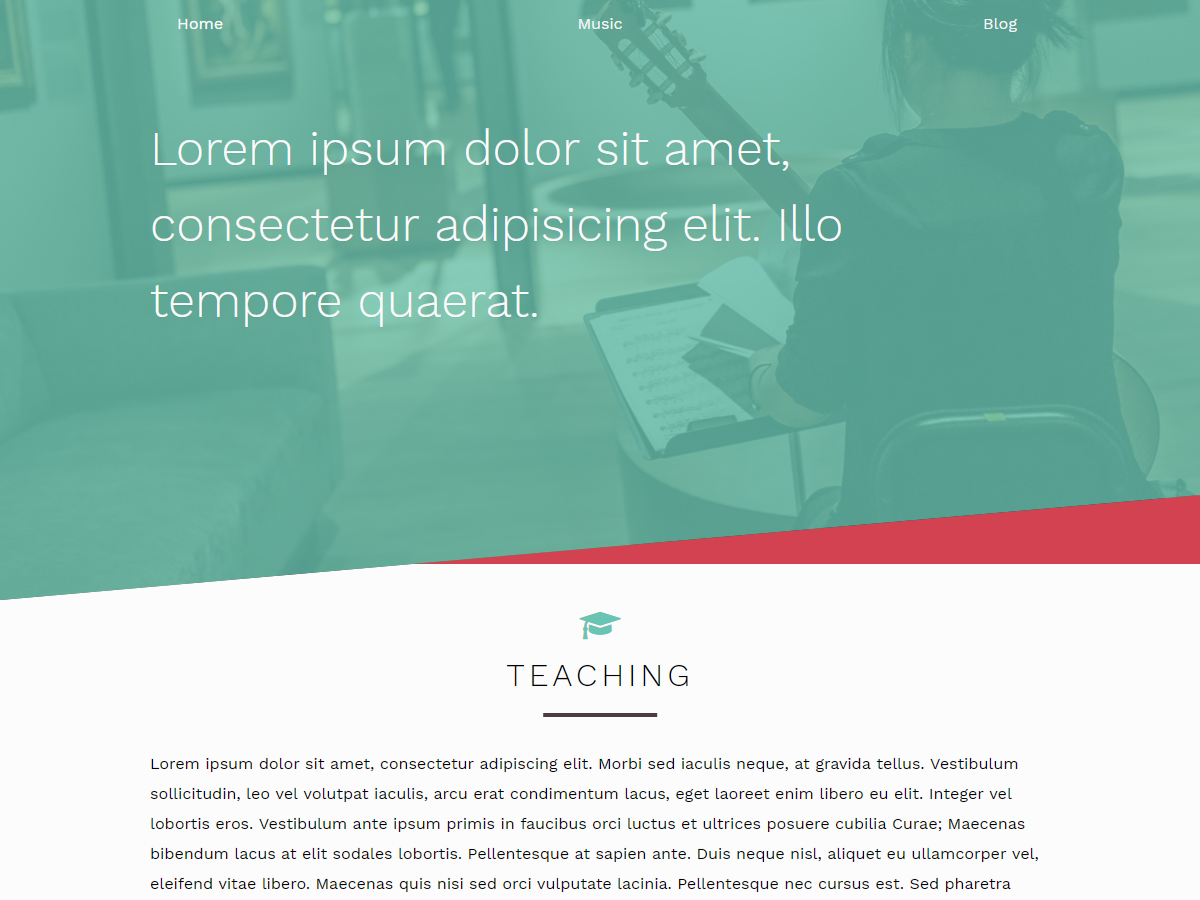 Home Music Blog
Lorem ipsum dolor sit amet,
consectetur adipisicing elit. Illo
tempore quaerat.
TEACHING
Lorem ipsum dolor sit amet, consectetur adipiscing elit. Morbi sed iaculis neque, at gravida tellus. Vestibulum
sollicitudin, leo vel volutpat iaculis, arcu erat condimentum lacus, eget laoreet enim libero eu elit. Integer vel
lobortis eros. Vestibulum ante ipsum primis in faucibus orci luctus et ultrices posuere cubilia Curae; Maecenas
bibendum lacus at elit sodales lobortis. Pellentesque at sapien ante. Duis neque nisl, aliquet eu ullamcorper vel,
eleifend vitae libero. Maecenas quis nisi sed orci vulputate lacinia. Pellentesque nec cursus est. Sed pharetra